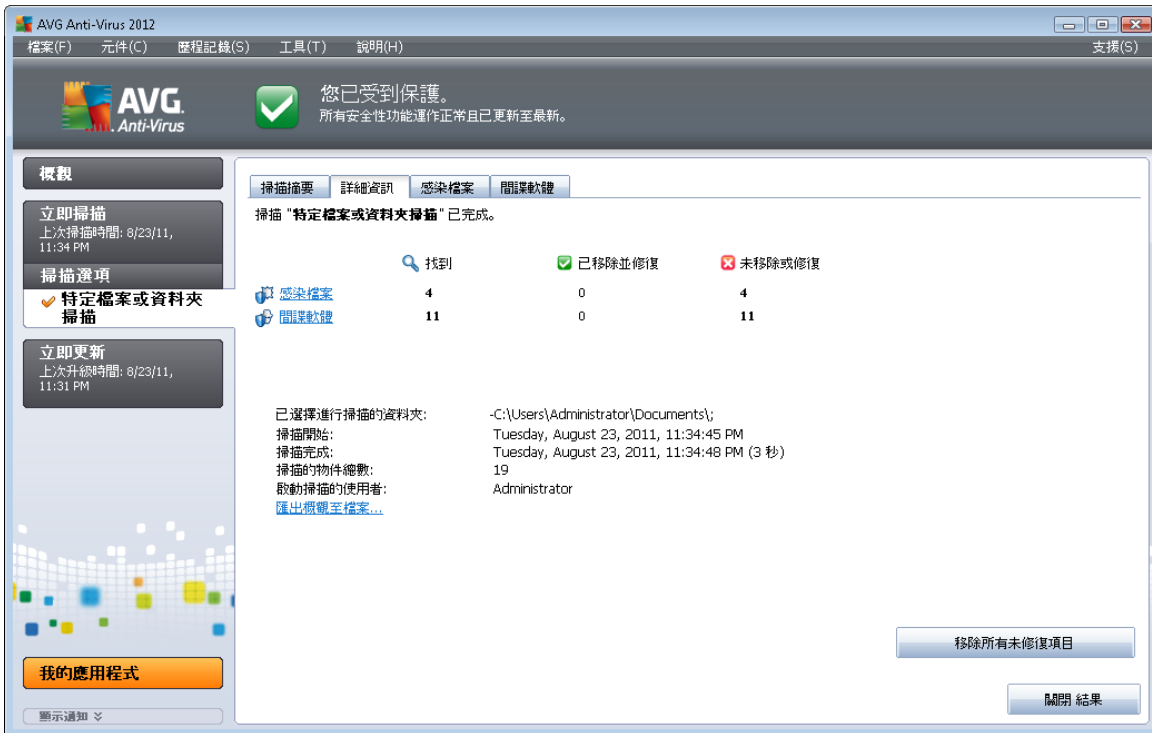 AVG Anti-Virus 2012
檔案(F) 元件(C) 歷程記錄(S) 工具(T) 說明(H) 支援(S)
AVG.
Anti-Virus
您已受到保護。
所有安全性功能運作正常且已更新至最新。
概觀
立即掃描
上次掃描時間: 8/23/11,
11:34 PM
掃描選項
特定檔案或資料夾
掃描
立即更新
上次升級時間: 8/23/11,
11:31 PM
我的應用程式
顯示通知
掃描摘要 詳細資訊 感染檔案 間諜軟體
掃描 "特定檔案或資料夾掃描" 已完成。
找到 已移除並修復 未移除或修復
感染檔案 4 0 4
間諜軟體 11 0 11
已選擇進行掃描的資料夾: -C:\Users\Administrator\Documents\;
掃描開始: Tuesday, August 23, 2011, 11:34:45 PM
掃描完成: Tuesday, August 23, 2011, 11:34:48 PM (3 秒)
掃描的物件總數: 19
啟動掃描的使用者: Administrator
匯出概觀至檔案...
移除所有未修復項目
關閉 結果